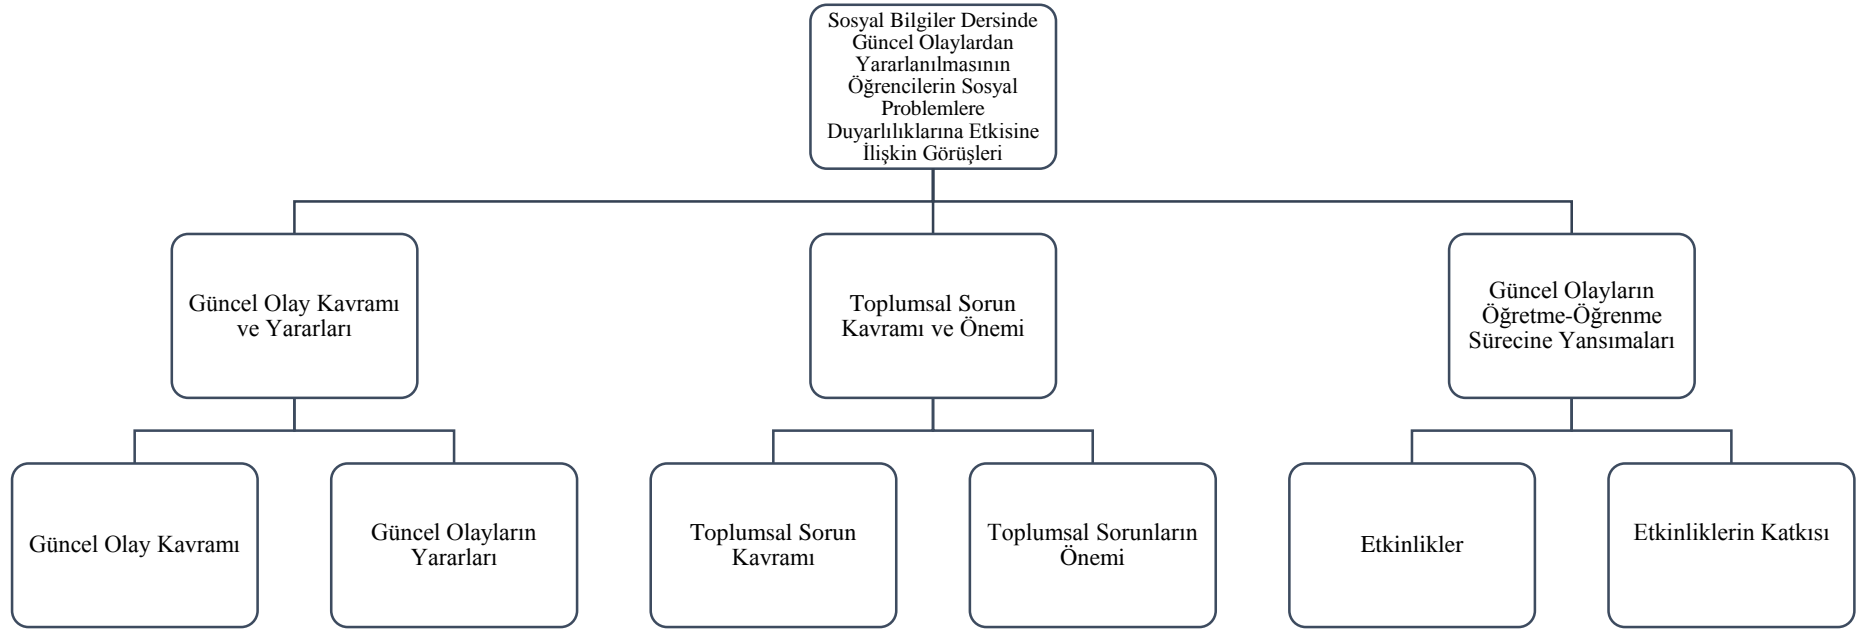 Sosyal Bilgiler Dersinde
Güncel Olaylardan
Yararlanılmasının
Öğrencilerin Sosyal
Problemlere
Duyarlılıklarına Etkisine
İlişkin Görüşleri
Güncel Olay Kavramı
ve Yararları
Toplumsal Sorun
Kavramı ve Önemi
Güncel Olayların
Öğretme-Öğrenme
Sürecine Yansımaları
Güncel Olay Kavramı
Güncel Olayların
Yararları
Toplumsal Sorun
Kavramı
Toplumsal Sorunların
Önemi
Etkinlikler
Etkinliklerin Katkısı